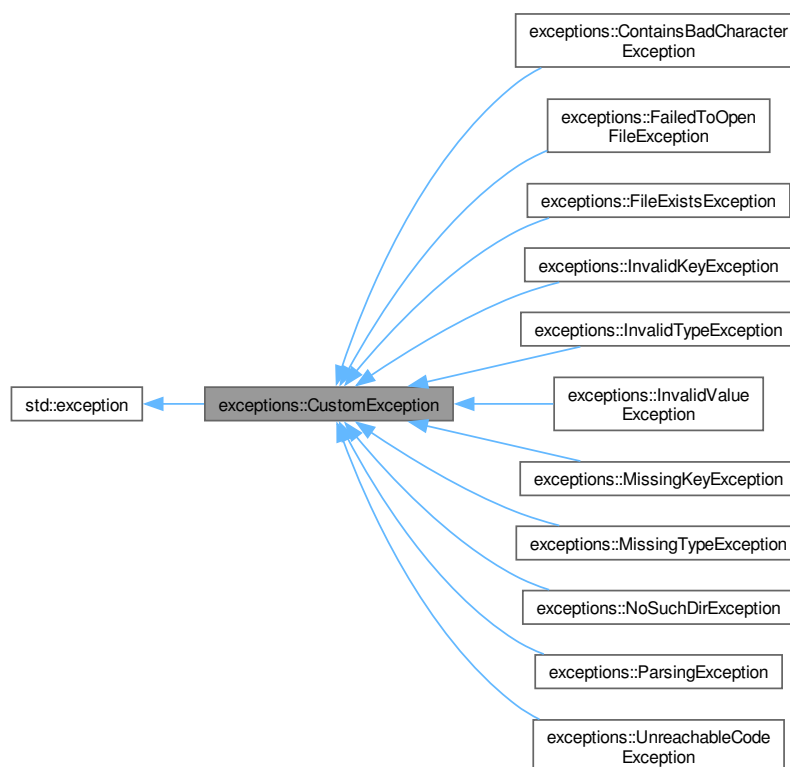 exceptions::ContainsBadCharacter
Exception
exceptions::FailedToOpen
FileException
exceptions::FileExistsException
exceptions::InvalidKeyException
exceptions::InvalidTypeException
std::exception
exceptions::CustomException
exceptions::InvalidValue
Exception
exceptions::MissingKeyException
exceptions::MissingTypeException
exceptions::NoSuchDirException
exceptions::ParsingException
exceptions::UnreachableCode
Exception